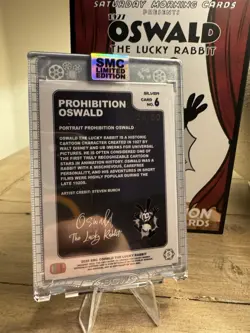 SATURDAY MORNING CARDS
PRESENTS
1927
OSWALD
THE LUCKY RABBIT
SMC
LIMITED
EDITION
PROHIBITION
OSWALD
SILVER
CARD NO. 6
PORTRAIT PROHIBITION OSWALD
OSWALD THE LUCKY RABBIT IS A HISTORIC
CARTOON CHARACTER CREATED IN 1927 BY
WALT DISNEY AND UB IWERKS FOR UNIVERSAL
PICTURES. HE IS OFTEN CONSIDERED ONE OF
THE FIRST TRULY RECOGNIZABLE CARTOON
STARS IN ANIMATION HISTORY. OSWALD WAS A
RABBIT WITH A MISCHIEVOUS, CAREFREE
PERSONALITY, AND HIS ADVENTURES IN SHORT
FILMS WERE HIGHLY POPULAR DURING THE
LATE 1920S.
ARTIST CREDIT: STEVEN BUNCH
Oswald
The Lucky Rabbit
CARDS